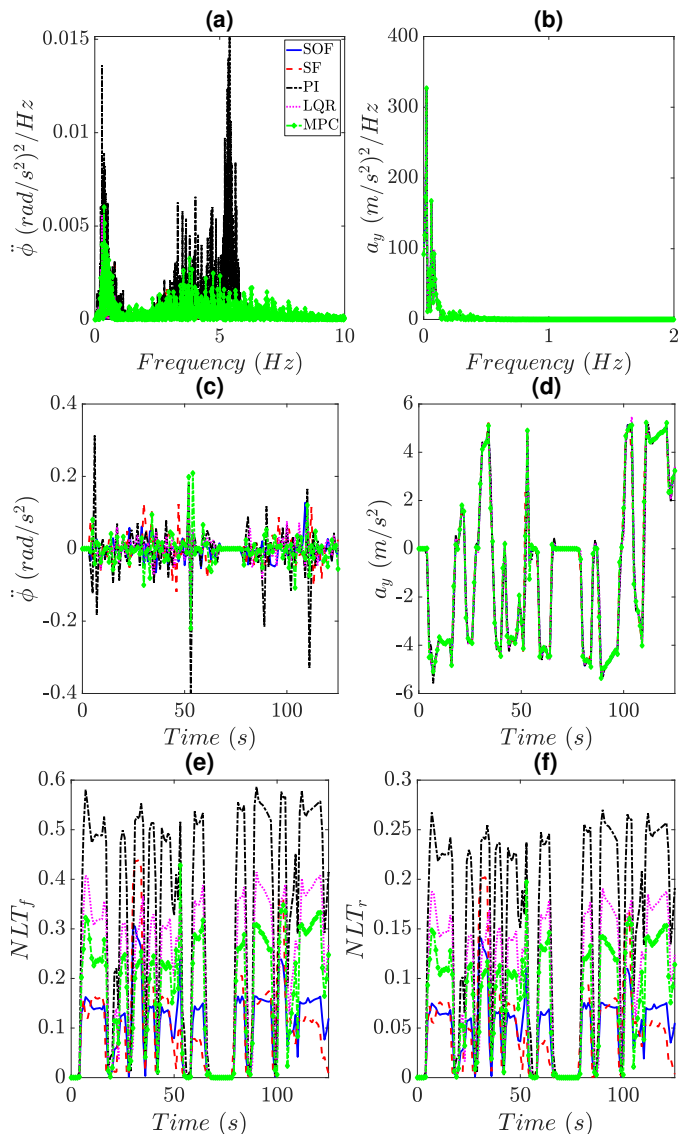 (a)
0.015
0.01
0.005
0
0 5 10
ϕ̈ (rad/s²)²/Hz
Frequency (Hz)
SOF
SF
PI
LQR
MPC
(b)
400
300
200
100
0
0 1 2
a_y (m/s²)²/Hz
Frequency (Hz)
(c)
0.4
0.2
0
-0.2
-0.4
0 50 100
ϕ̈ (rad/s²)
Time (s)
(d)
6
4
2
0
-2
-4
-6
0 50 100
a_y (m/s²)
Time (s)
(e)
0.6
0.5
0.4
0.3
0.2
0.1
0
0 50 100
NLT_f
Time (s)
(f)
0.3
0.25
0.2
0.15
0.1
0.05
0
0 50 100
NLT_r
Time (s)